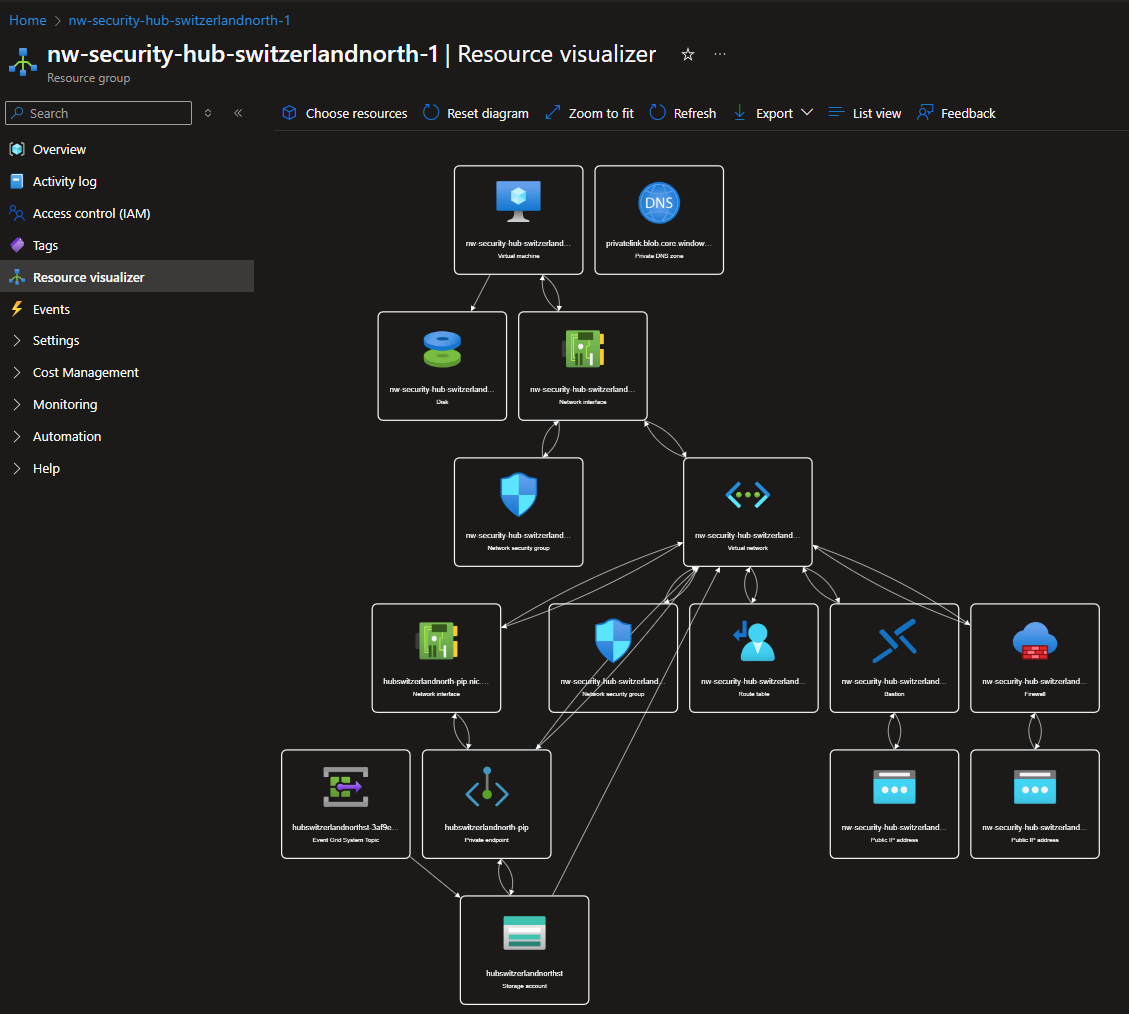 Home > nw-security-hub-switzerlandnorth-1
nw-security-hub-switzerlandnorth-1 | Resource visualizer
Resource group
Search
Choose resources
Reset diagram
Zoom to fit
Refresh
Export
List view
Feedback
Overview
Activity log
Access control (IAM)
Tags
Resource visualizer
Events
Settings
Cost Management
Monitoring
Automation
Help
nw-security-hub-switzerland...
Virtual machine
DNS
privatelink.blob.core.window...
Private DNS zone
nw-security-hub-switzerland...
Disk
nw-security-hub-switzerland...
Network interface
nw-security-hub-switzerland...
Network security group
nw-security-hub-switzerland...
Virtual network
hubswitzerlandnorth-pip nic....
Network interface
nw-security-hub-switzerland...
Network security group
nw-security-hub-switzerland...
Route table
nw-security-hub-switzerland...
Bastion
nw-security-hub-switzerland...
Firewall
hubswitzerlandnorthst-3af9e...
Event Grid System Topic
hubswitzerlandnorth-pip
Private endpoint
nw-security-hub-switzerland...
Public IP address
nw-security-hub-switzerland...
Public IP address
hubswitzerlandnorthst
Storage account